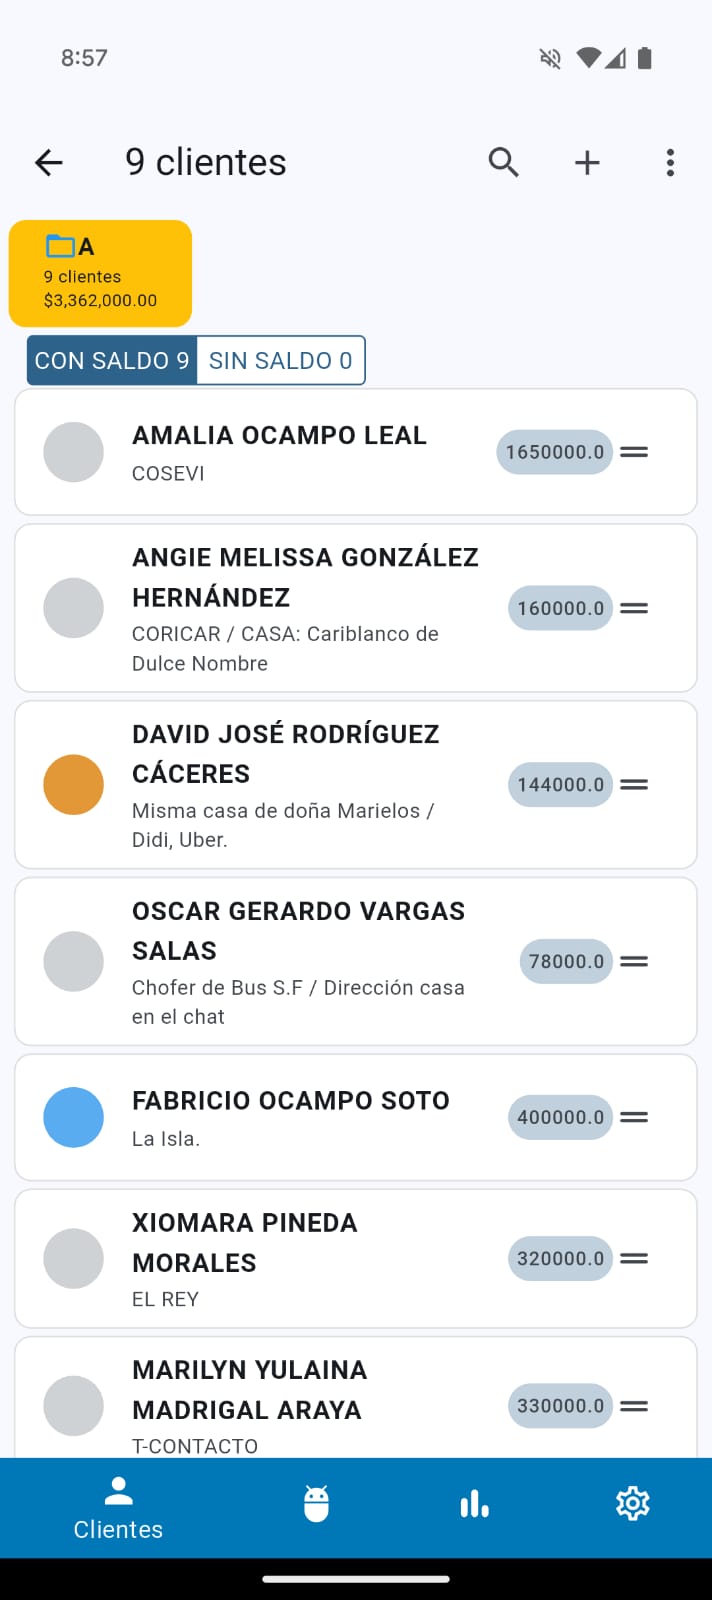 8:57
9 clientes
A
9 clientes
$3,362,000.00
CON SALDO 9 SIN SALDO 0
AMALIA OCAMPO LEAL
COSEVI
1650000.0
ANGIE MELISSA GONZÁLEZ
HERNÁNDEZ
CORICAR / CASA: Cariblanco de
Dulce Nombre
160000.0
DAVID JOSÉ RODRÍGUEZ
CÁCERES
Misma casa de doña Marielos /
Didi, Uber.
144000.0
OSCAR GERARDO VARGAS
SALAS
Chofer de Bus S.F / Dirección casa
en el chat
78000.0
FABRICIO OCAMPO SOTO
La Isla.
400000.0
XIOMARA PINEDA
MORALES
EL REY
320000.0
MARILYN YULAINA
MADRIGAL ARAYA
T-CONTACTO
330000.0
Clientes